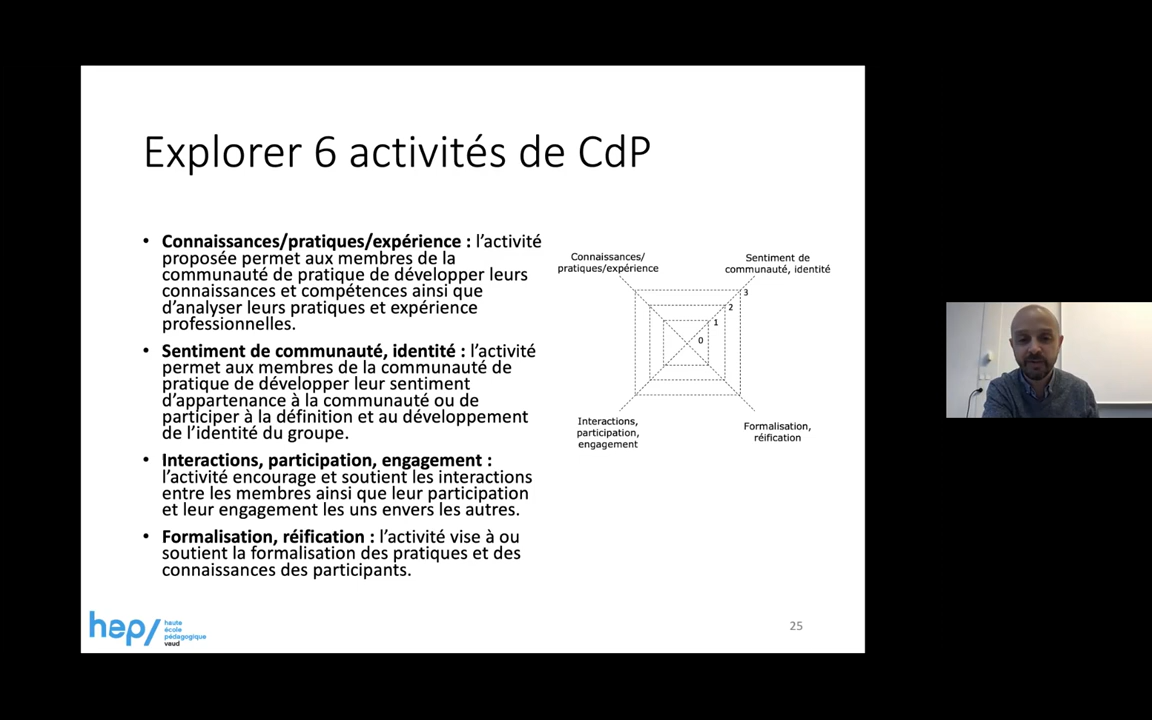 Explorer 6 activités de CdP
• Connaissances/pratiques/expérience : l’activité
proposée permet aux membres de la
communauté de pratique de développer leurs
connaissances et compétences ainsi que
d’analyser leurs pratiques et expérience
professionnelles.
• Sentiment de communauté, identité : l’activité
permet aux membres de la communauté de
pratique de développer leur sentiment
d’appartenance à la communauté ou de
participer à la définition et au développement
de l’identité du groupe.
• Interactions, participation, engagement :
l’activité encourage et soutient les interactions
entre les membres ainsi que leur participation
et leur engagement les uns envers les autres.
• Formalisation, réification : l’activité vise à ou
soutient la formalisation des pratiques et des
connaissances des participants.
Connaissances/
pratiques/expérience
Sentiment de
communauté, identité
3
2
1
0
Interactions,
participation,
engagement
Formalisation,
réification
hep/
haute
école
pédagogique
vaud
25